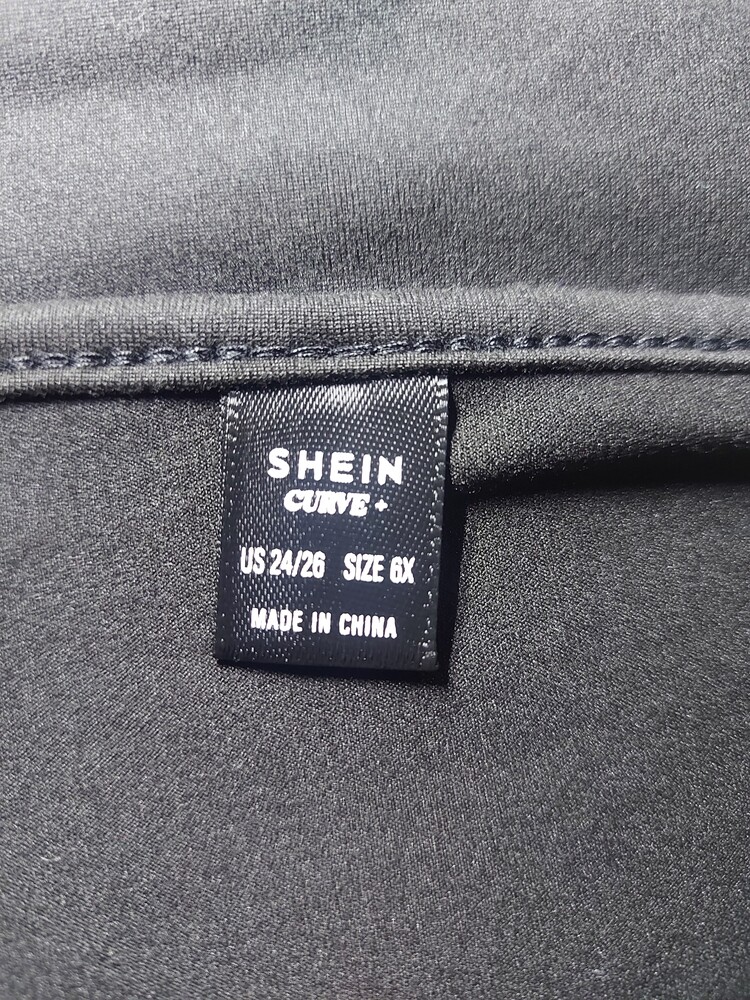 SHEIN
CURVE +
US 24/26 SIZE 6X
MADE IN CHINA